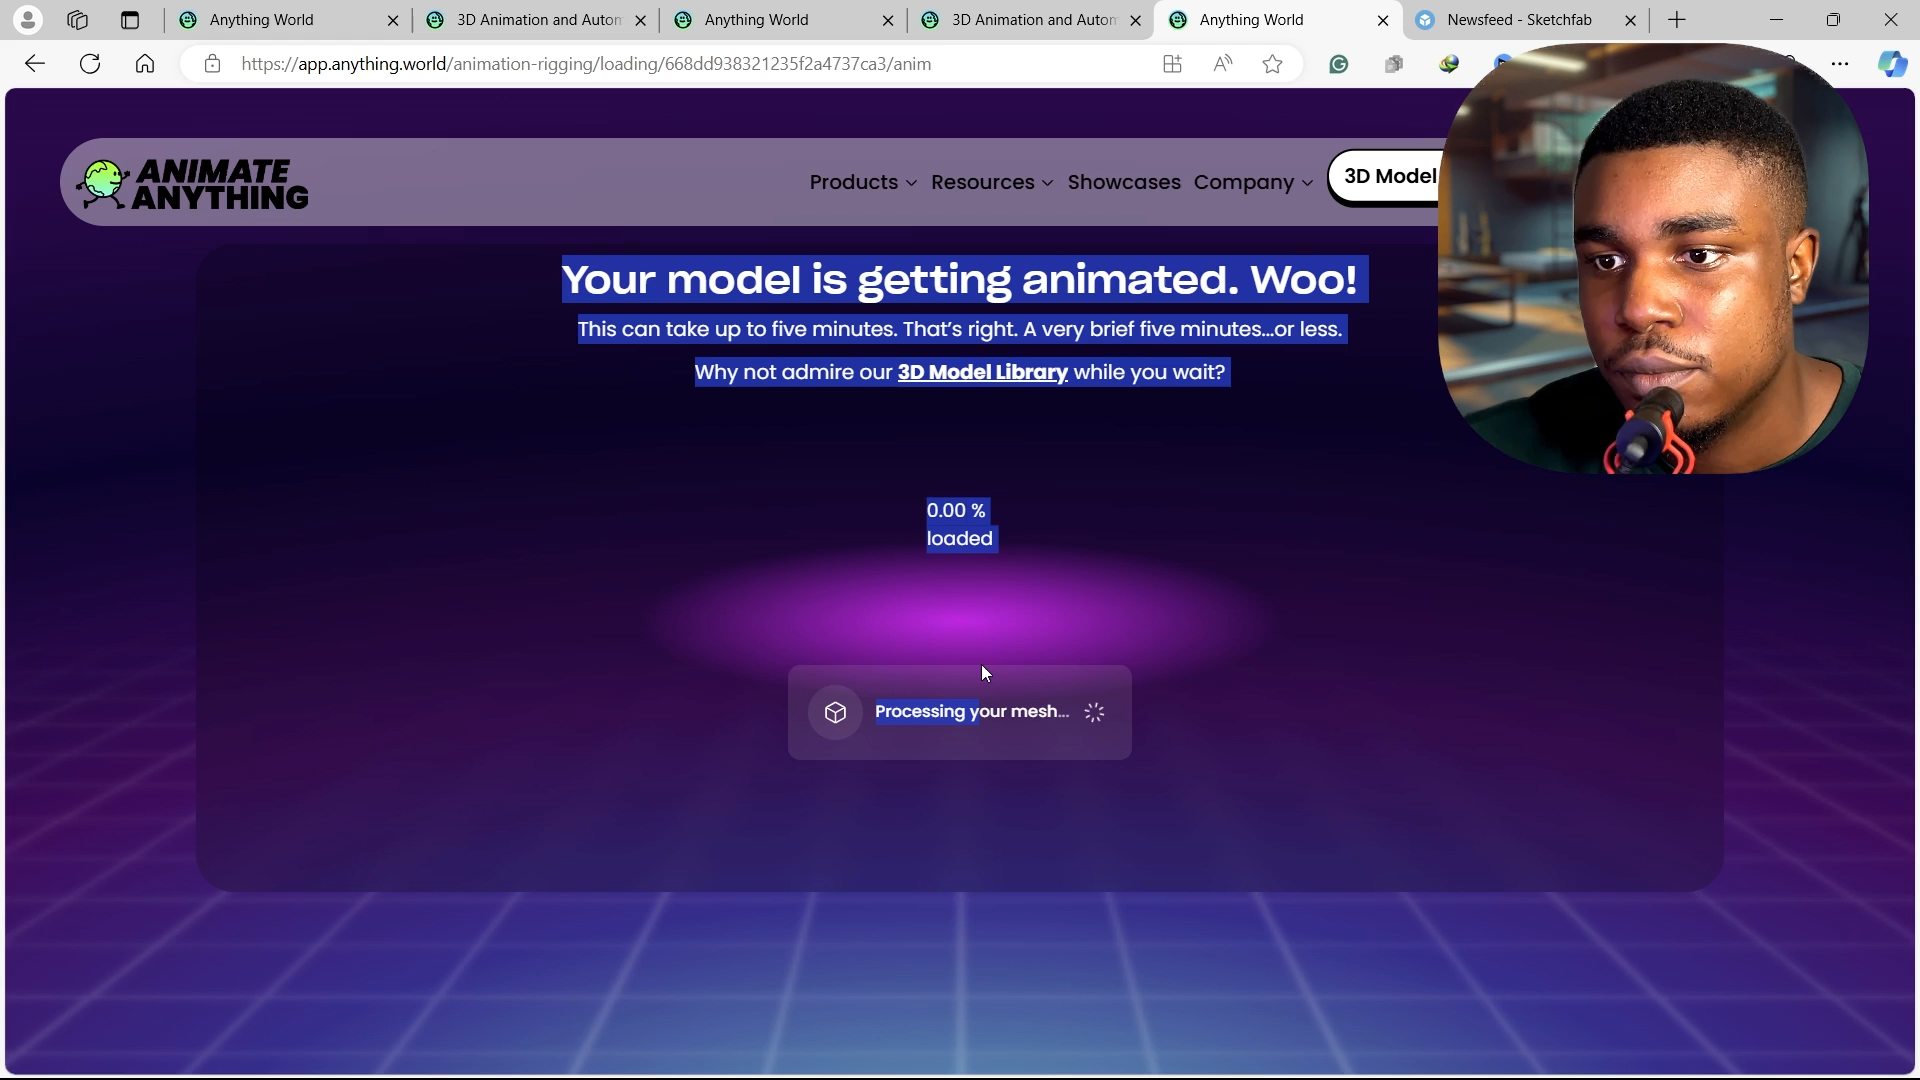 Anything World
3D Animation and Autom
Anything World
3D Animation and Autom
Anything World
Newsfeed - Sketchfab
https://app.anything.world/animation-rigging/loading/668dd938321235f2a4737ca3/anim
ANIMATE
ANYTHING
Products
Resources
Showcases
Company
3D Model
Your model is getting animated. Woo!
This can take up to five minutes. That's right. A very brief five minutes...or less.
Why not admire our 3D Model Library while you wait?
0.00 %
loaded
Processing your mesh...